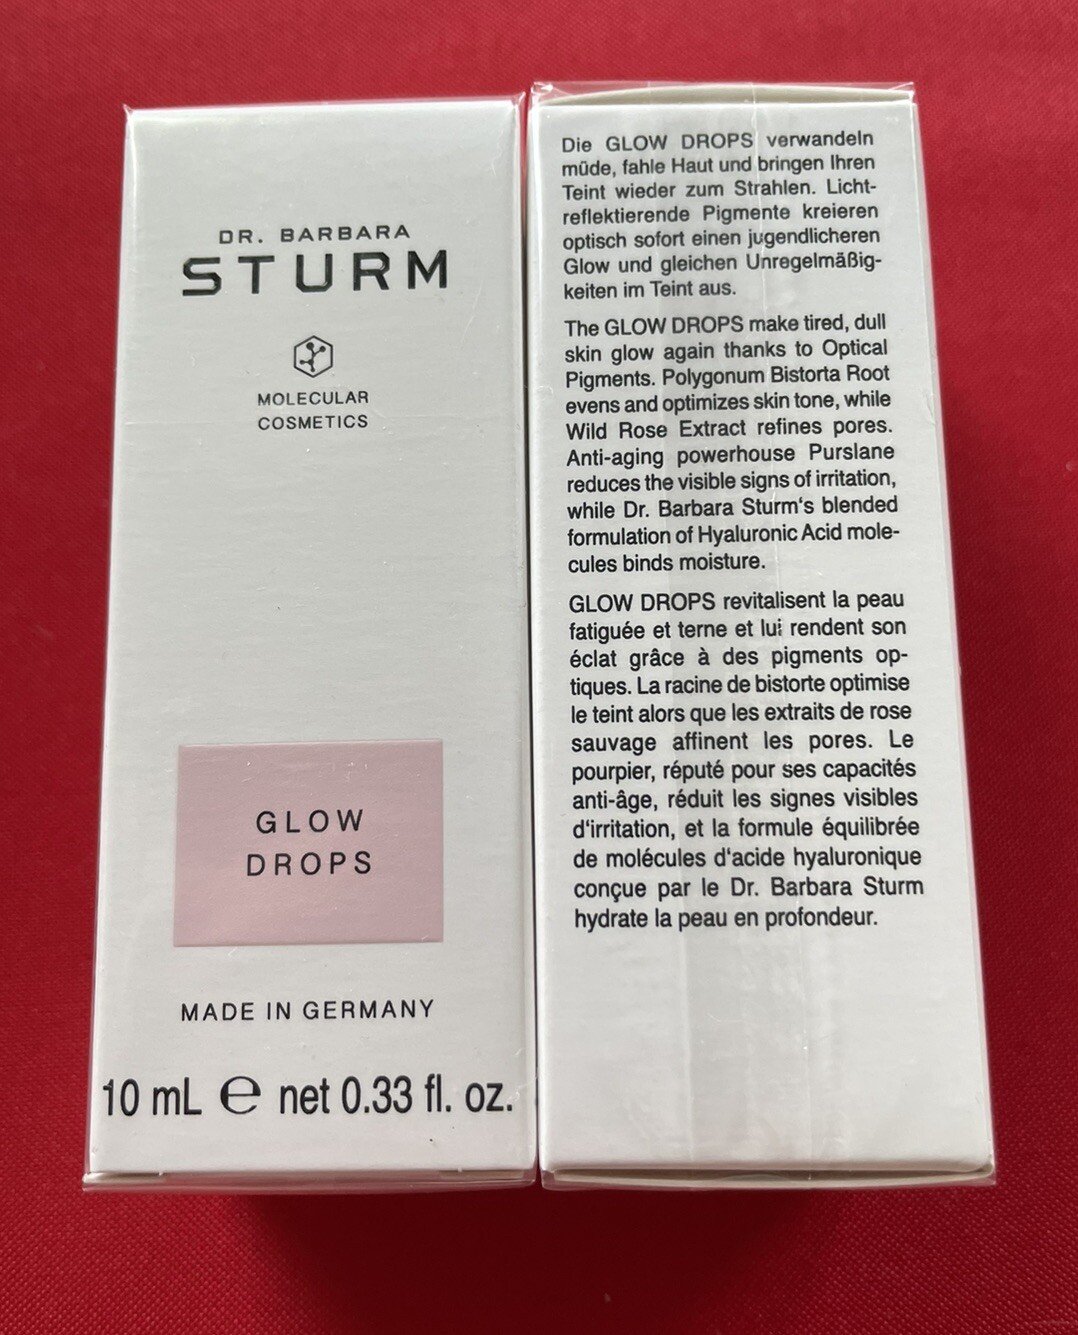 DR. BARBARA
STURM
MOLECULAR
COSMETICS
GLOW
DROPS
MADE IN GERMANY
10 mL ℮ net 0.33 fl. oz.
Die GLOW DROPS verwandeln
müde, fahle Haut und bringen Ihren
Teint wieder zum Strahlen. Licht-
reflektierende Pigmente kreieren
optisch sofort einen jugendlicheren
Glow und gleichen Unregelmäßig-
keiten im Teint aus.
The GLOW DROPS make tired, dull
skin glow again thanks to Optical
Pigments. Polygonum Bistorta Root
evens and optimizes skin tone, while
Wild Rose Extract refines pores.
Anti-aging powerhouse Purslane
reduces the visible signs of irritation,
while Dr. Barbara Sturm‘s blended
formulation of Hyaluronic Acid mole-
cules binds moisture.
GLOW DROPS revitalisent la peau
fatiguée et terne et lui rendent son
éclat grâce à des pigments op-
tiques. La racine de bistorte optimise
le teint alors que les extraits de rose
sauvage affinent les pores. Le
pourpier, réputé pour ses capacités
anti-âge, réduit les signes visibles
d‘irritation, et la formule équilibrée
de molécules d‘acide hyaluronique
conçue par le Dr. Barbara Sturm
hydrate la peau en profondeur.